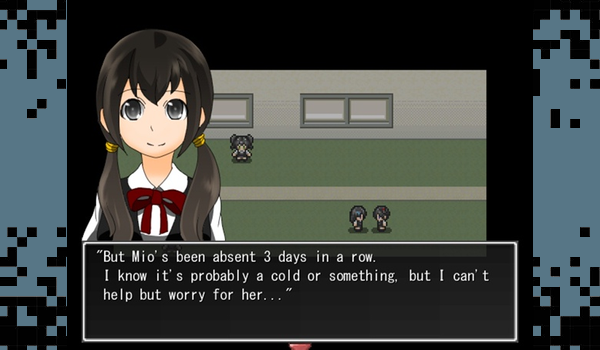 "But Mio's been absent 3 days in a row.
I know it's probably a cold or something, but I can't
help but worry for her..."